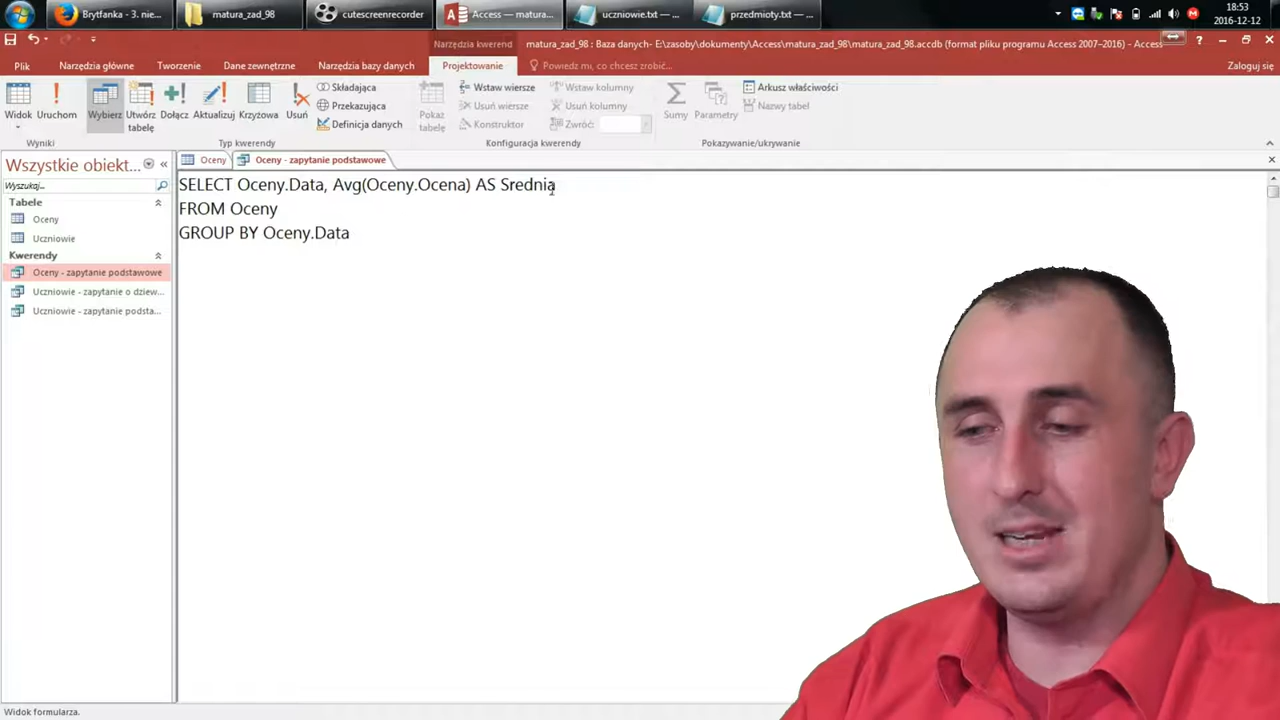 Brytfanka - 3. nie...
matura_zad_98
cutescreenrecorder
Access — matura...
uczniowie.txt — ...
przedmioty.txt — ...
18:53
2016-12-12
Narzędzia kwerend
matura_zad_98 : Baza danych- E:\zasoby\dokumenty\Access\matura_zad_98\matura_zad_98.accdb (format pliku programu Access 2007–2016) - Access
Plik
Narzędzia główne
Tworzenie
Dane zewnętrzne
Narzędzia bazy danych
Projektowanie
Powiedz mi, co chcesz zrobić...
Zaloguj się
Widok
Uruchom
Wybierz
Utwórz tabelę
Dołącz
Aktualizuj
Krzyżowa
Usuń
Składająca
Przekazująca
Definicja danych
Pokaż tabelę
Wstaw wiersze
Usuń wiersze
Konstruktor
Wstaw kolumny
Usuń kolumny
Zwróć:
Sumy
Parametry
Arkusz właściwości
Nazwy tabel
Wyniki
Typ kwerendy
Konfiguracja kwerendy
Pokazywanie/ukrywanie
Wszystkie obiekt...
Wyszukaj...
Tabele
Oceny
Uczniowie
Kwerendy
Oceny - zapytanie podstawowe
Uczniowie - zapytanie o dziew...
Uczniowie - zapytanie podsta...
Oceny
Oceny - zapytanie podstawowe
SELECT Oceny.Data, Avg(Oceny.Ocena) AS Srednia
FROM Oceny
GROUP BY Oceny.Data
Widok formularza.